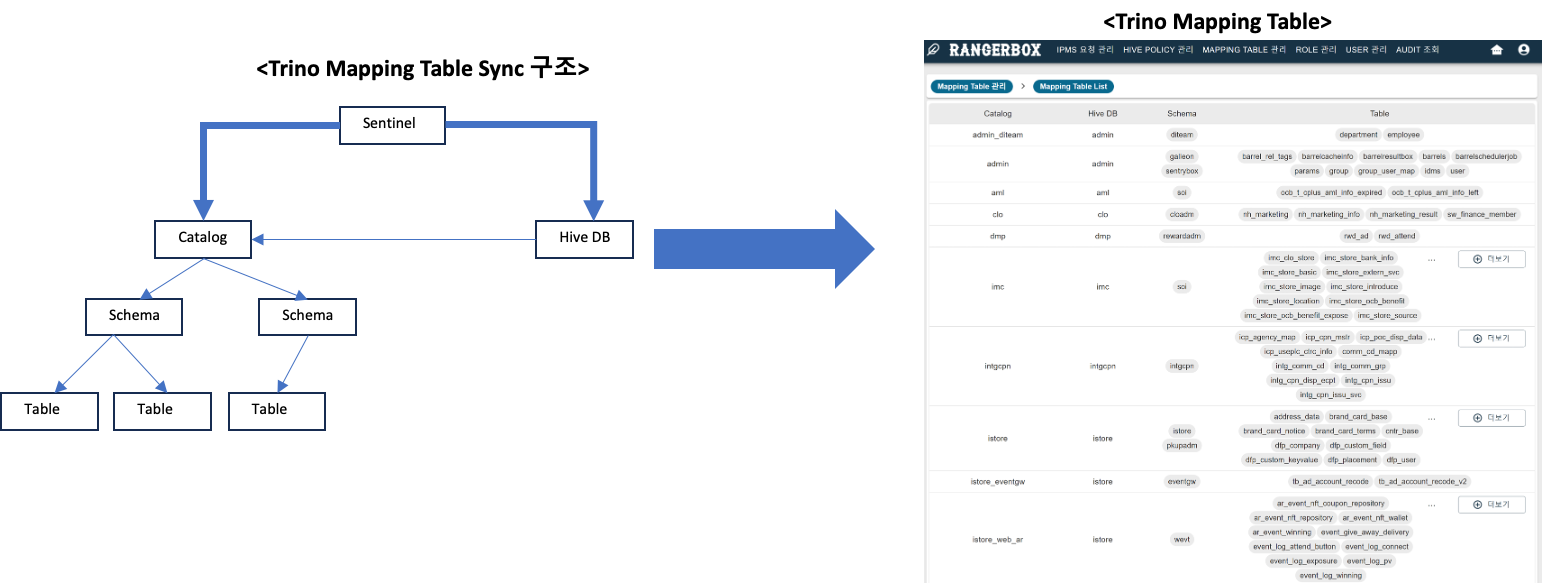 <Trino Mapping Table Sync 구조>
Sentinel
Catalog
Hive DB
Schema
Schema
Table
Table
Table
<Trino Mapping Table>
RANGERBOX IPMS 요청 관리 HIVE POLICY 관리 MAPPING TABLE 관리 ROLE 관리 USER 관리 AUDIT 조회
Mapping Table 관리 > Mapping Table List
Catalog Hive DB Schema Table
admin_diteam admin diteam department employee
galleon barrel_rel_tags barrelcacheinfo barrelresultbox barrels barrelschedulerjob
admin admin
sentrybox params group group_user_map idms user
aml aml soi ocb_t_cplus_aml_info_expired ocb_t_cplus_aml_info_left
clo clo cloadm nh_marketing nh_marketing_info nh_marketing_result sw_finance_member
dmp dmp rewardadm rwd_ad rwd_attend
imc_clo_store imc_store_bank_info ... 더보기
imc_store_basic imc_store_extern_svc
imc imc soi imc_store_image imc_store_introduce
imc_store_location imc_store_ocb_benefit
imc_store_ocb_benefit_expose imc_store_source
icp_agency_map icp_cpn_mstr icp_poc_disp_data ... 더보기
icp_useplc_ctrc_info comm_cd_mapp
intgcpn intgcpn intgcpn intg_comm_cd intg_comm_grp
intg_cpn_disp_ecpt intg_cpn_issu
intg_cpn_issu_svc
address_data brand_card_base ... 더보기
istore brand_card_notice brand_card_terms cntr_base
istore istore
pkupadm dfp_company dfp_custom_field
dfp_custom_keyvalue dfp_placement dfp_user
istore_eventgw istore eventgw tb_ad_account_recode tb_ad_account_recode_v2
ar_event_nft_coupon_repository ... 더보기
ar_event_nft_repository ar_event_nft_wallet
ar_event_winning event_give_away_delivery
istore_web_ar istore wevt
event_log_attend_button event_log_connect
event_log_exposure event_log_pv
event_log_winning